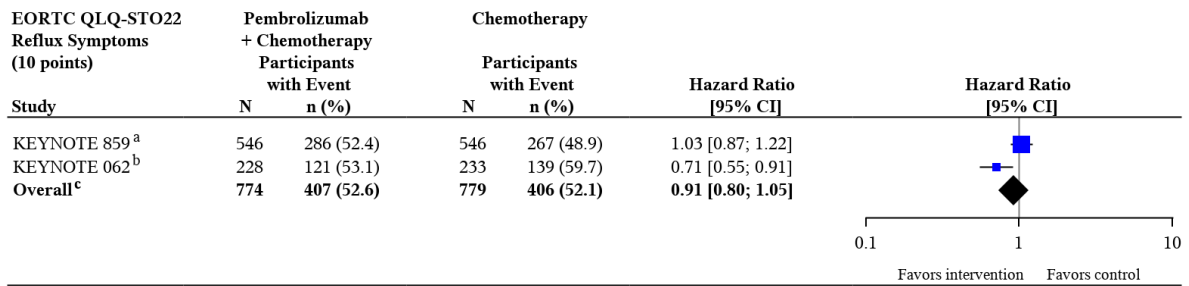 EORTC QLQ-STO22 Pembrolizumab Chemotherapy
Reflux Symptoms + Chemotherapy
(10 points) Participants Participants
with Event with Event Hazard Ratio Hazard Ratio
Study N n (%) N n (%) [95% CI] [95% CI]
KEYNOTE 859 a 546 286 (52.4) 546 267 (48.9) 1.03 [0.87; 1.22]
KEYNOTE 062 b 228 121 (53.1) 233 139 (59.7) 0.71 [0.55; 0.91]
Overall c 774 407 (52.6) 779 406 (52.1) 0.91 [0.80; 1.05]
0.1 1 10
Favors intervention Favors control